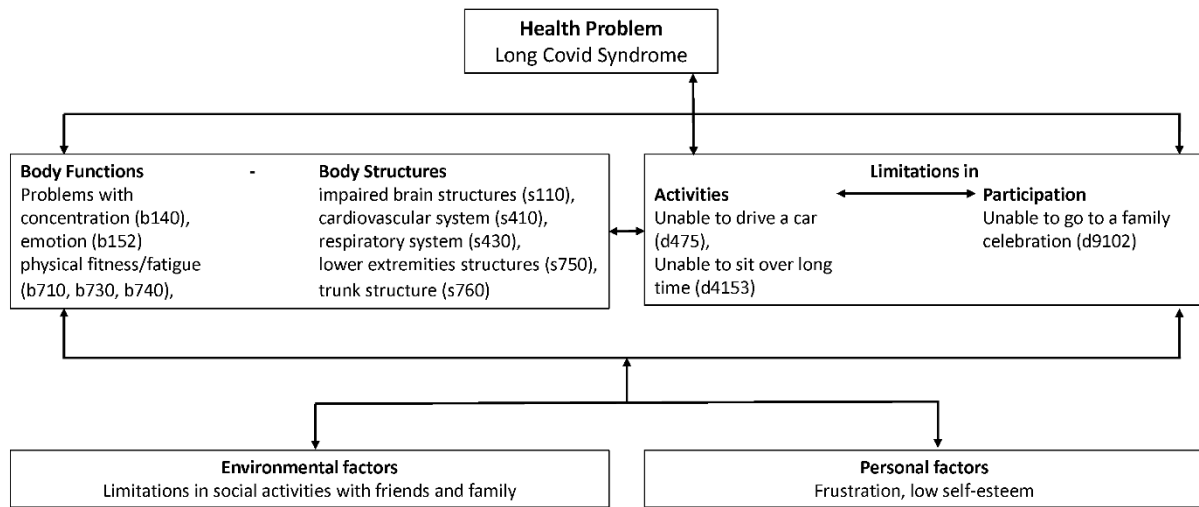 Health Problem
Long Covid Syndrome
Body Functions - Body Structures
Problems with
concentration (b140),
emotion (b152)
physical fitness/fatigue
(b710, b730, b740),
impaired brain structures (s110),
cardiovascular system (s410),
respiratory system (s430),
lower extremities structures (s750),
trunk structure (s760)
Limitations in
Activities
Unable to drive a car
(d475),
Unable to sit over long
time (d4153)
Participation
Unable to go to a family
celebration (d9102)
Environmental factors
Limitations in social activities with friends and family
Personal factors
Frustration, low self-esteem